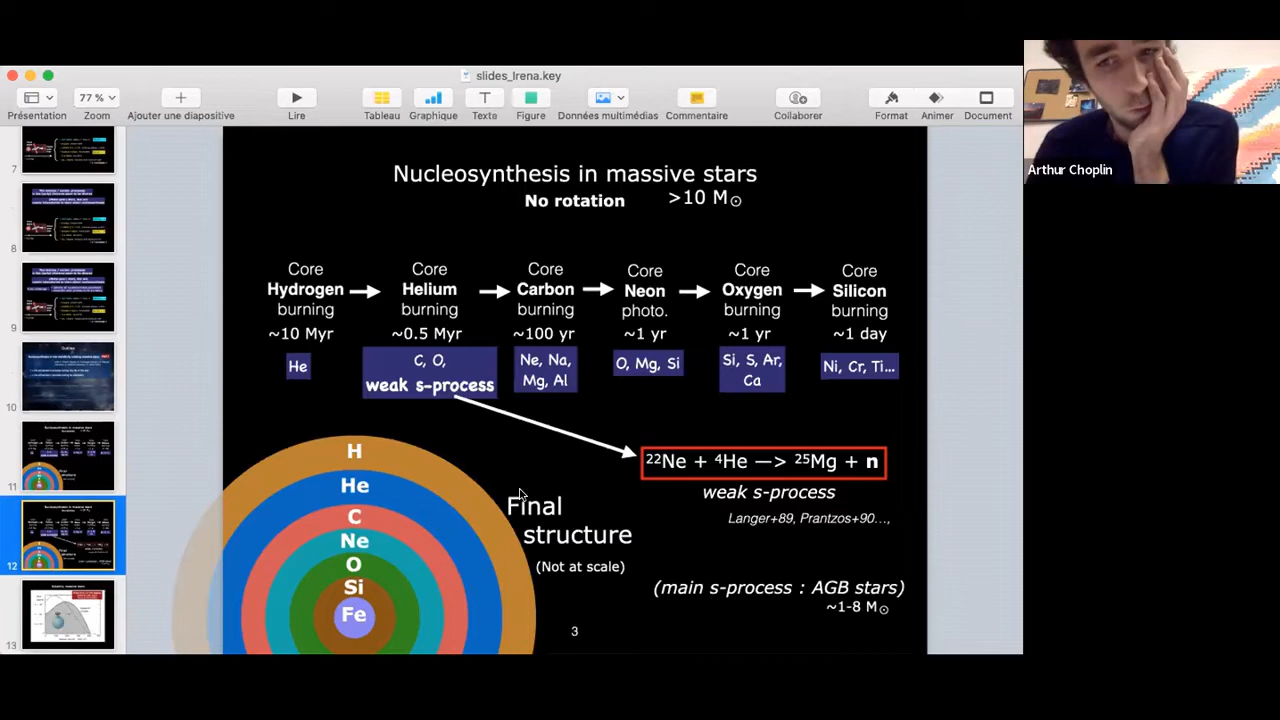 slides_Irena.key
77 %
Présentation
Zoom
Ajouter une diapositive
Lire
Tableau
Graphique
Texte
Figure
Données multimédias
Commentaire
Collaborer
Format
Animer
Document
Arthur Choplin
7
8
9
10
11
12
13
Nucleosynthesis in massive stars
No rotation >10 M⊙
Core Hydrogen burning
~10 Myr
He
Core Helium burning
~0.5 Myr
C, O,
weak s-process
Core Carbon burning
~100 yr
Ne, Na,
Mg, Al
Core Neon photo.
~1 yr
O, Mg, Si
Core Oxygen burning
~1 yr
Si, S, Ar,
Ca
Core Silicon burning
~1 day
Ni, Cr, Ti...
²²Ne + ⁴He —> ²⁵Mg + n
weak s-process
Langer+89, Prantzos+90...,
H
He
C
Ne
O
Si
Fe
Final
structure
(Not at scale)
(main s-process : AGB stars)
~1-8 M⊙
3